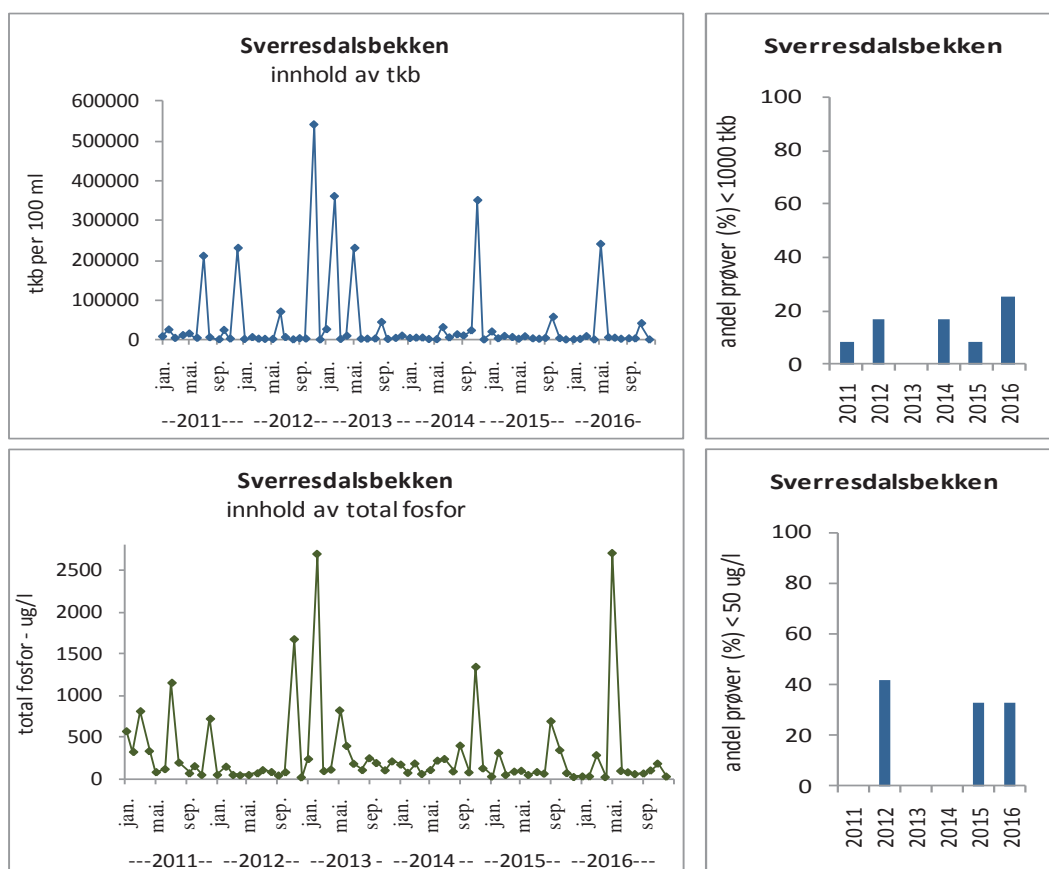 Sverresdalsbekken
innhold av tkb
tkb per 100 ml
600000
500000
400000
300000
200000
100000
0
jan. mai. sep. jan. mai. sep. jan. mai. sep. jan. mai. sep. jan. mai. sep. jan. mai. sep.
--2011--- --2012-- --2013 -- --2014 - --2015-- --2016-
Sverresdalsbekken
andel prøver (%) < 1000 tkb
100
80
60
40
20
0
2011 2012 2013 2014 2015 2016
Sverresdalsbekken
innhold av total fosfor
total fosfor - ug/l
2500
2000
1500
1000
500
0
jan. mai. sep. jan. mai. sep. jan. mai. sep. jan. mai. sep. jan. mai. sep. jan. mai. sep.
---2011-- --2012-- --2013 - --2014 -- --2015-- --2016---
Sverresdalsbekken
andel prøver (%) < 50 ug/l
100
80
60
40
20
0
2011 2012 2013 2014 2015 2016